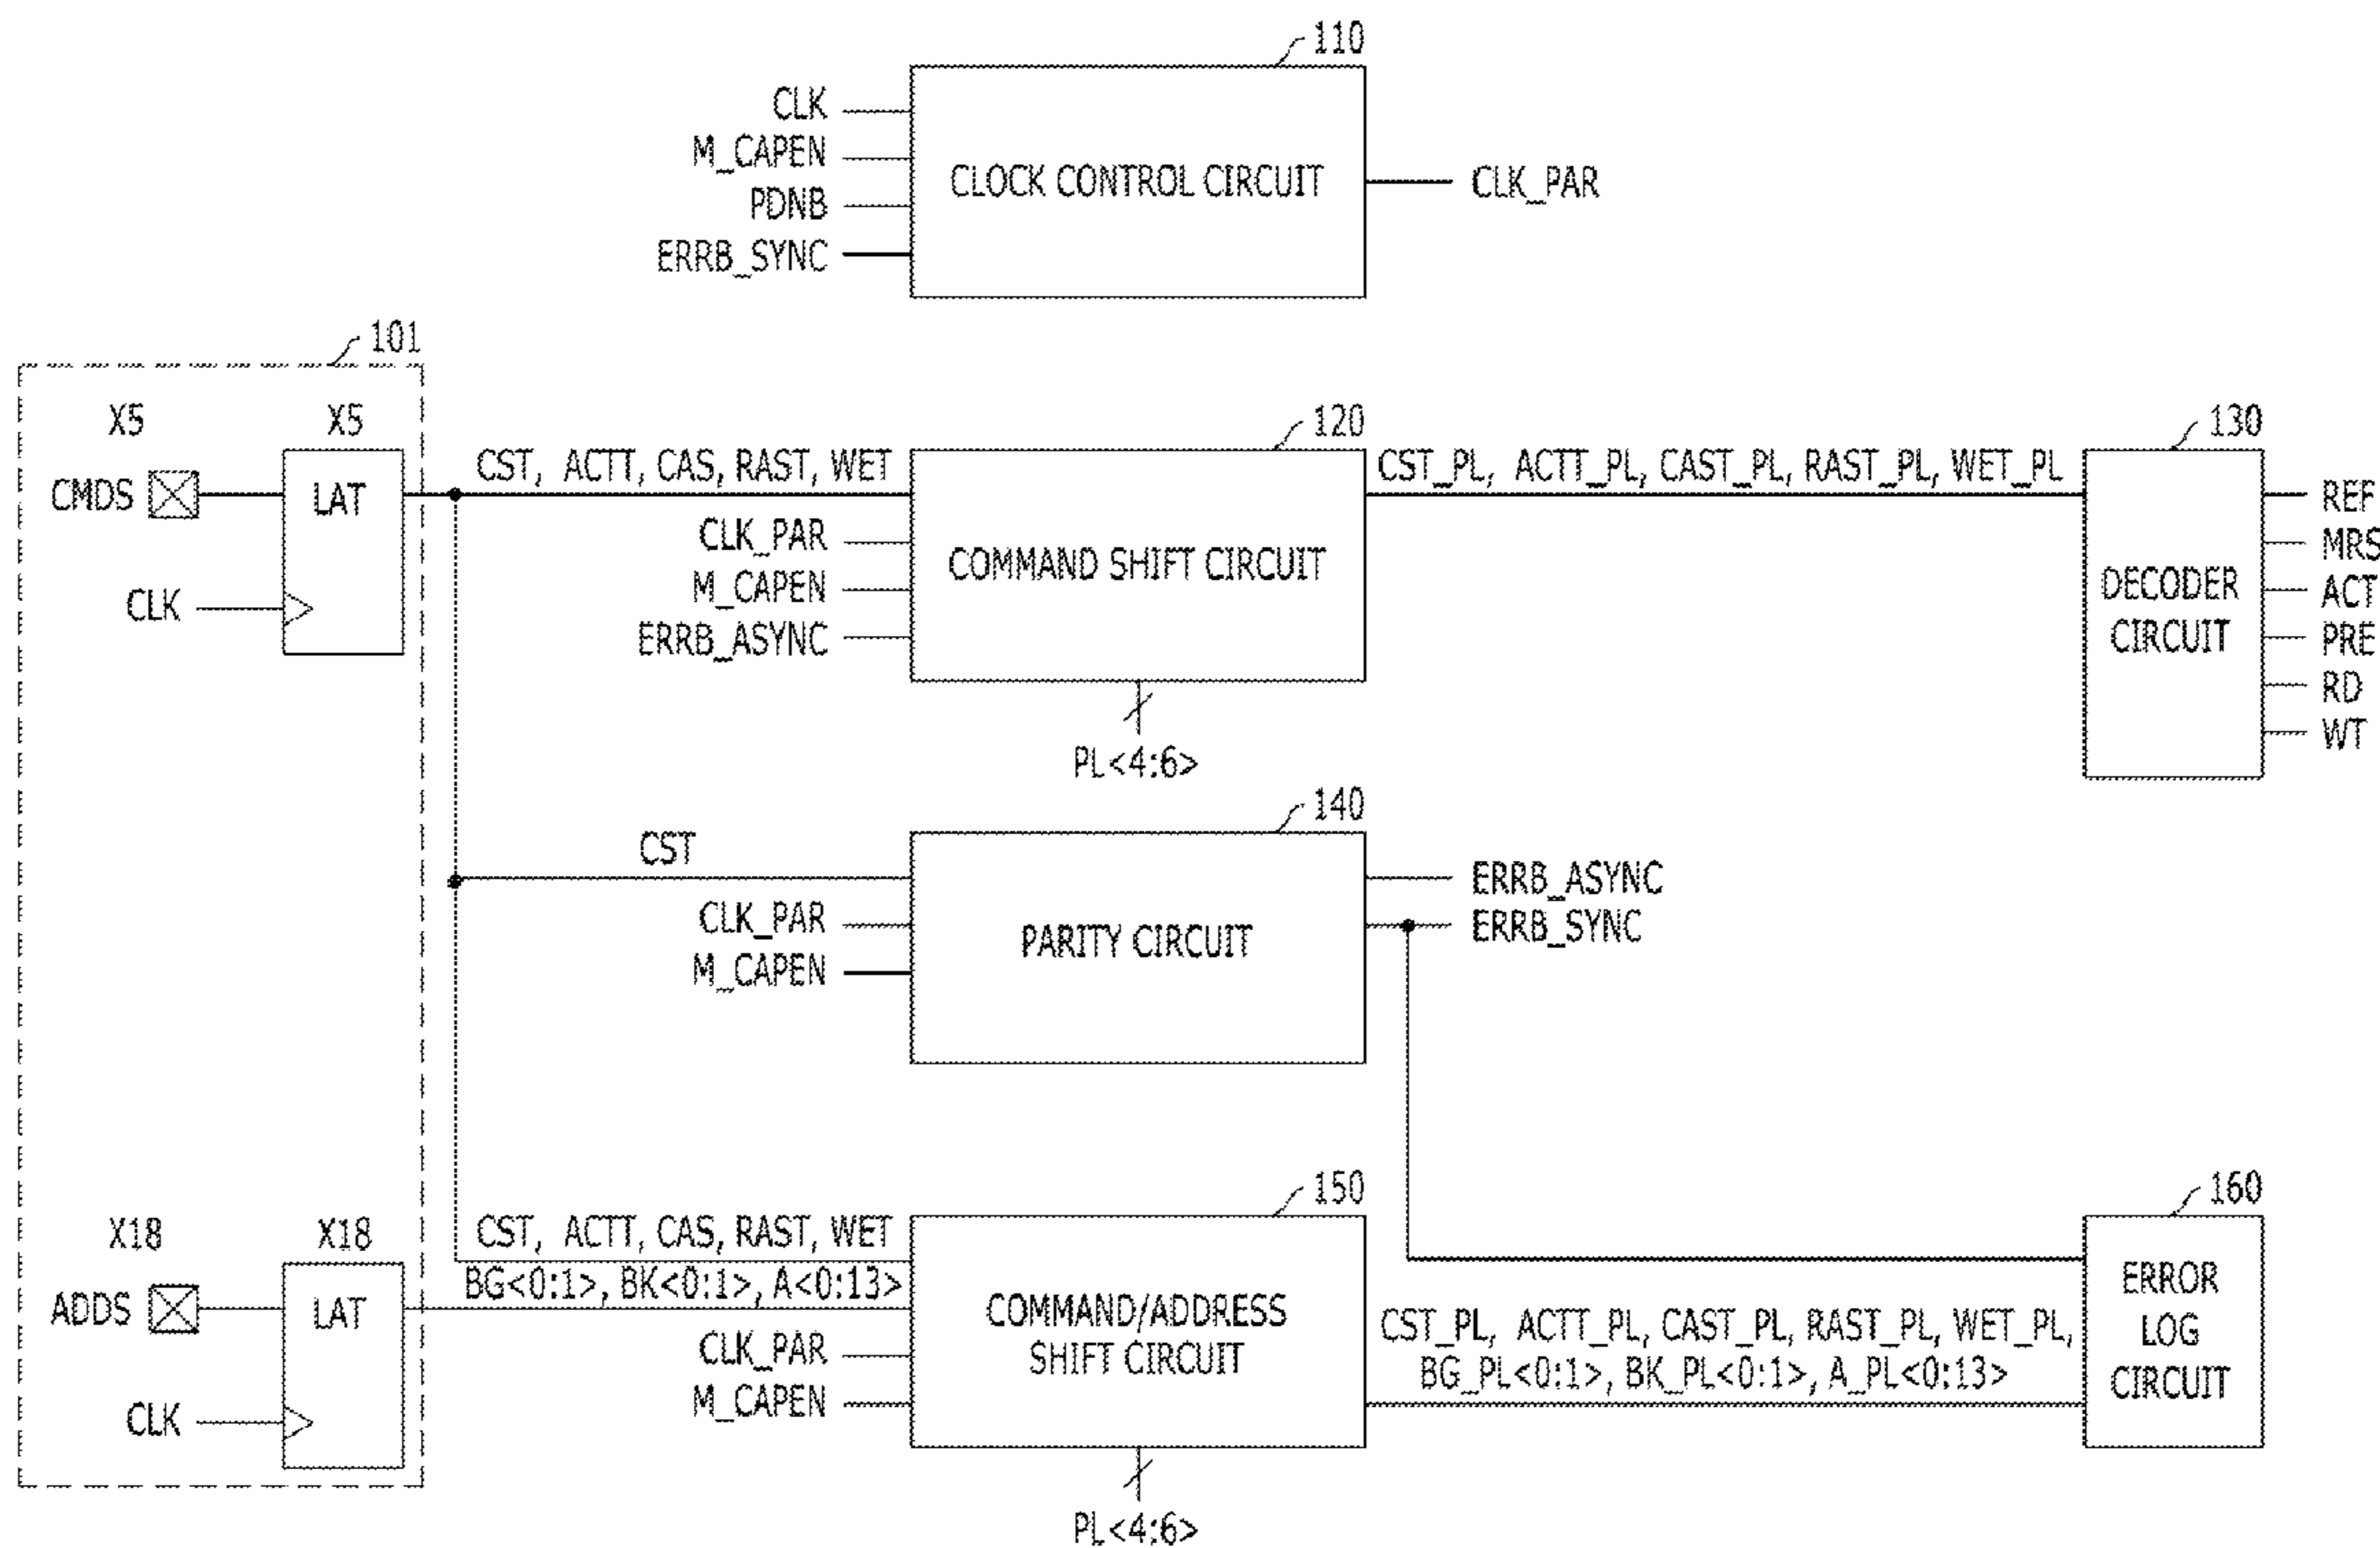 110
CLK
M_CAPEN
PDNB
ERRB_SYNC
CLOCK CONTROL CIRCUIT
CLK_PAR
101
X5
X5
CMDS
LAT
CLK
CST, ACTT, CAS, RAST, WET
CLK_PAR
M_CAPEN
ERRB_ASYNC
120
COMMAND SHIFT CIRCUIT
PL<4:6>
CST_PL, ACTT_PL, CAST_PL, RAST_PL, WET_PL
130
DECODER
CIRCUIT
REF
MRS
ACT
PRE
RD
WT
140
CST
CLK_PAR
M_CAPEN
PARITY CIRCUIT
ERRB_ASYNC
ERRB_SYNC
X18
X18
ADDS
LAT
CLK
150
CST, ACTT, CAS, RAST, WET
BG<0:1>, BK<0:1>, A<0:13>
CLK_PAR
M_CAPEN
COMMAND/ADDRESS
SHIFT CIRCUIT
PL<4:6>
CST_PL, ACTT_PL, CAST_PL, RAST_PL, WET_PL,
BG_PL<0:1>, BK_PL<0:1>, A_PL<0:13>
160
ERROR
LOG
CIRCUIT